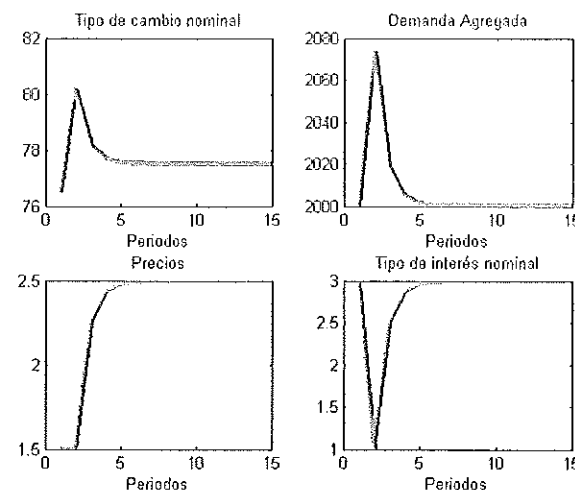 Tipo de cambio nominal
82
80
78
76
0 5 10 15
Periodos
Demanda Agregada
2080
2060
2040
2020
2000
0 5 10 15
Periodos
Precios
2.5
2
1.5
0 5 10 15
Periodos
Tipo de interés nominal
3
2.5
2
1.5
1
0 5 10 15
Periodos